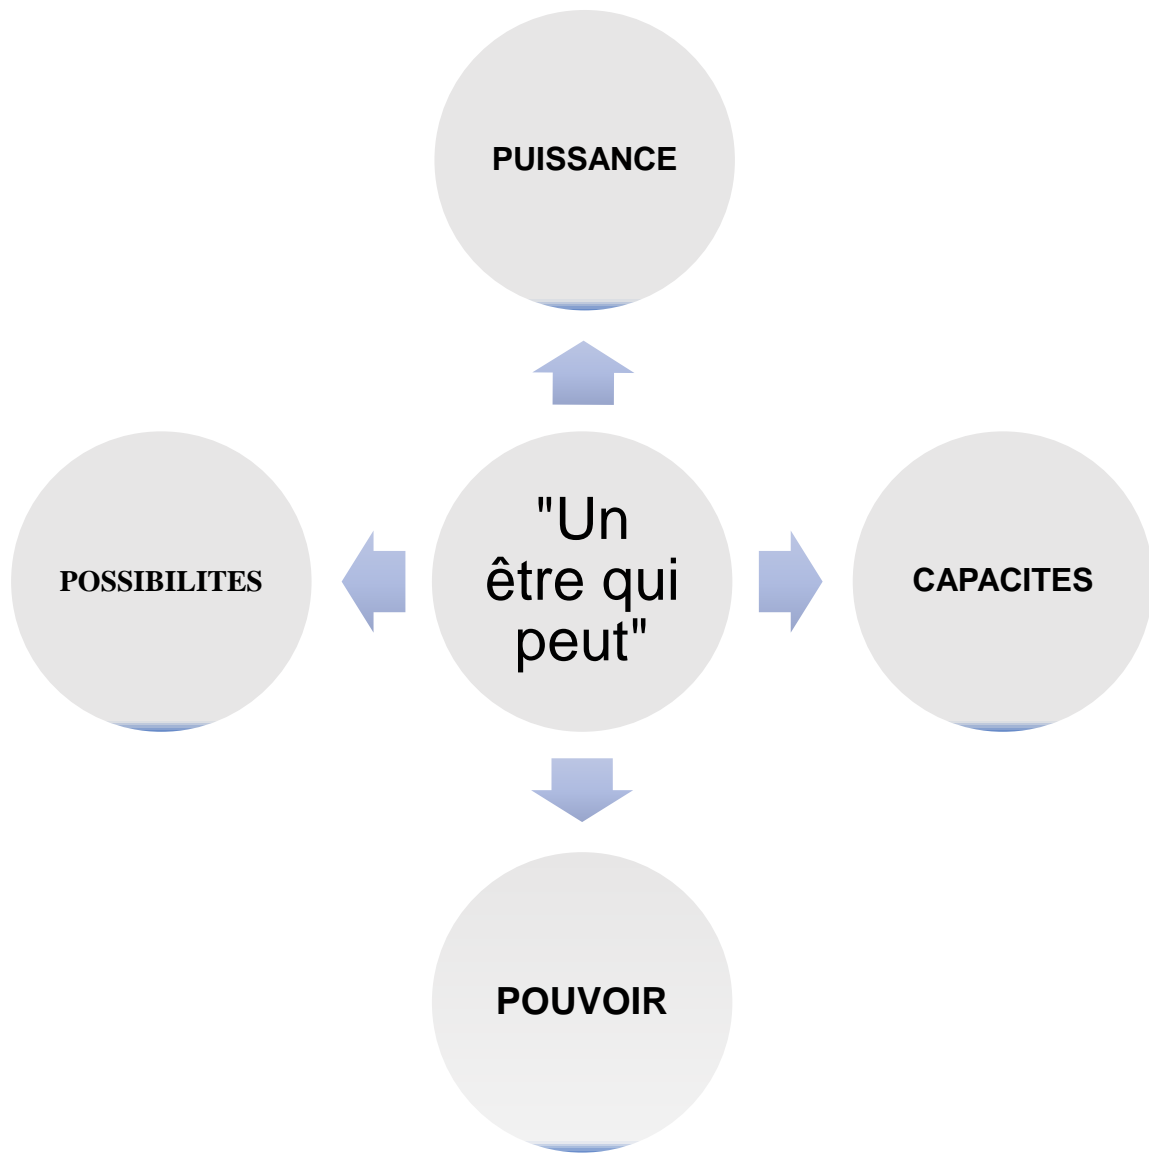 PUISSANCE
POSSIBILITES
"Un
être qui
peut"
CAPACITES
POUVOIR